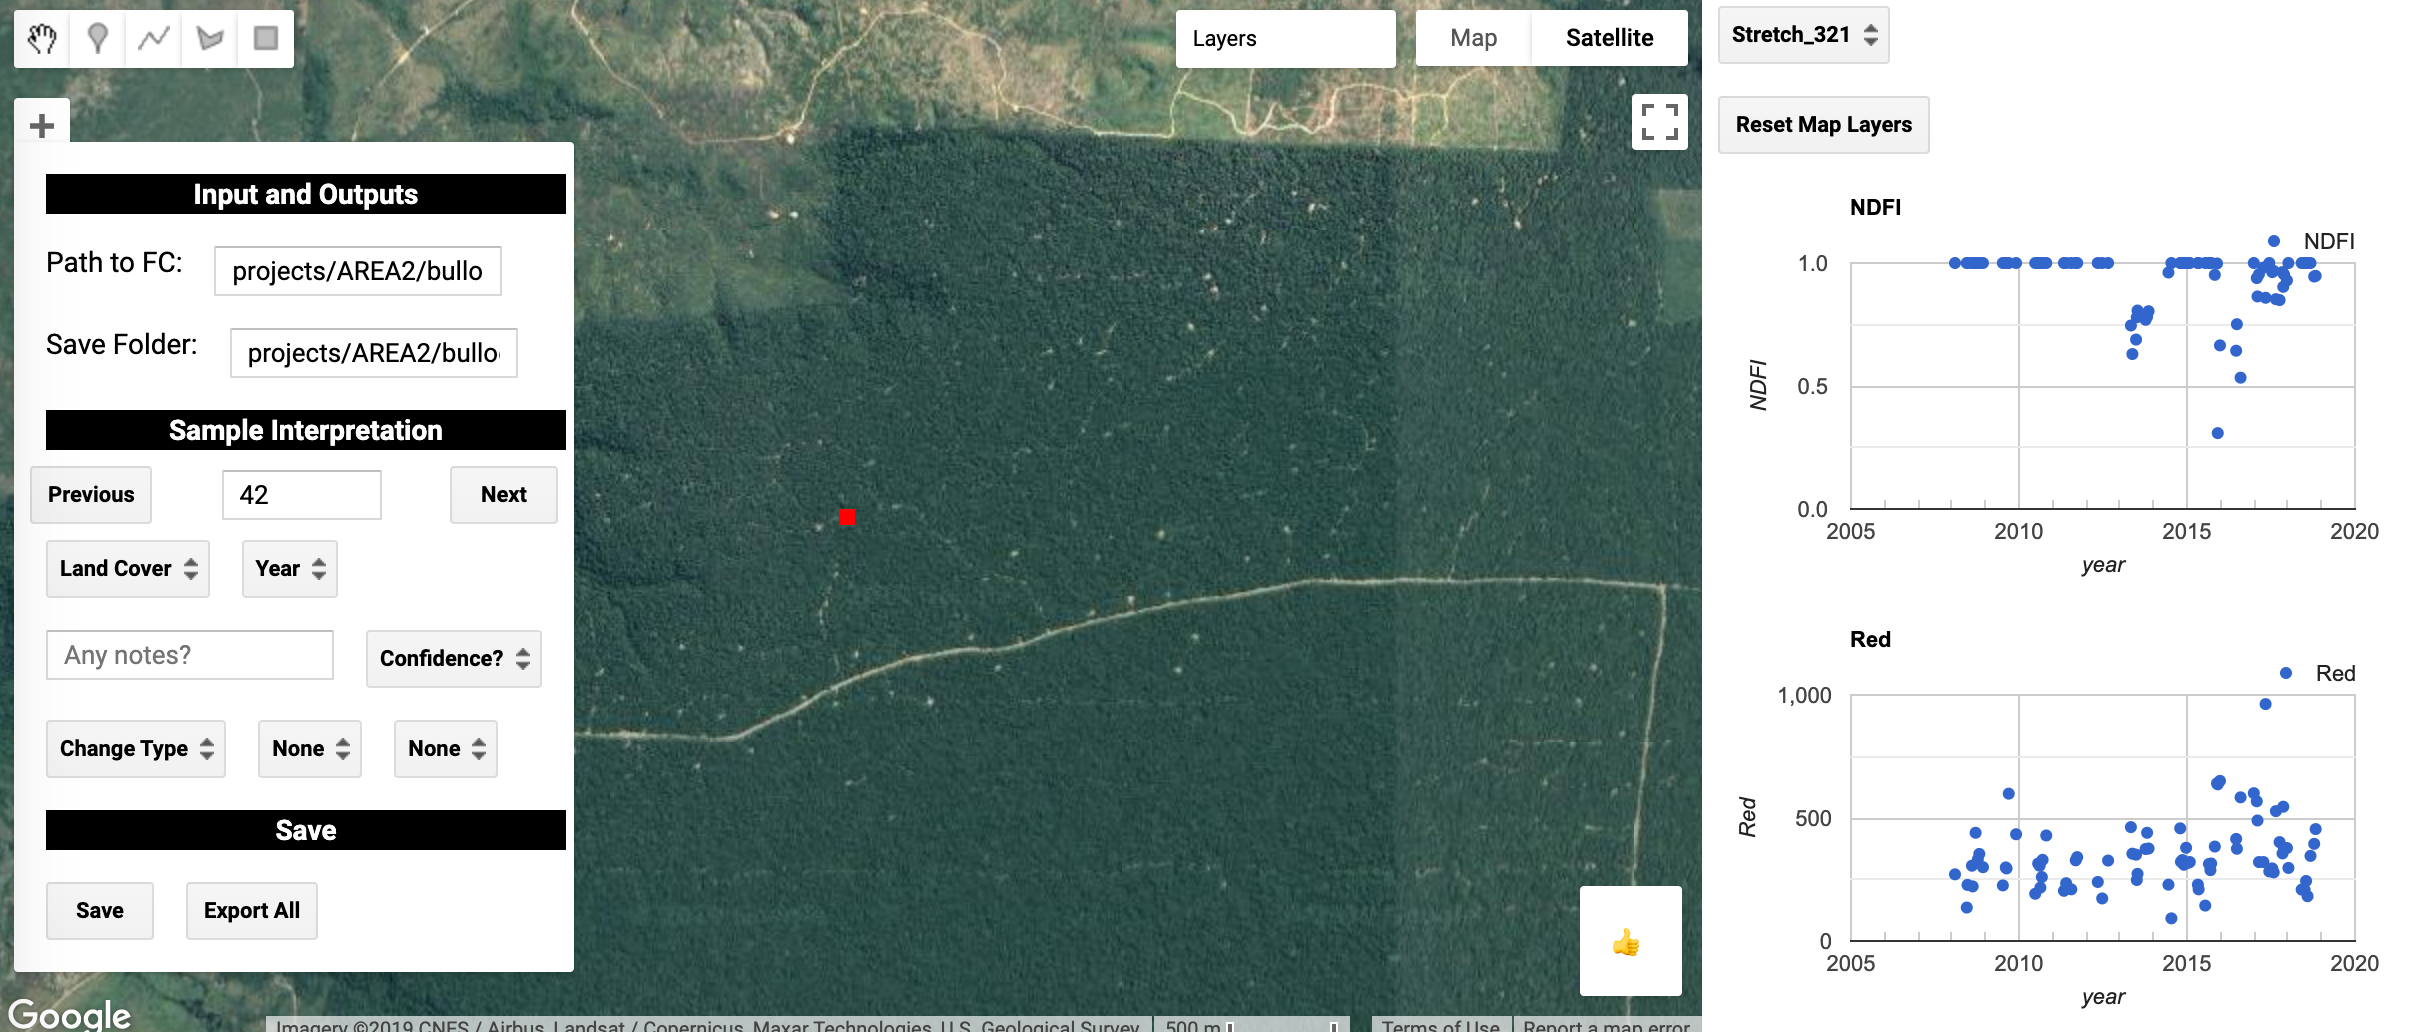 Layers
Map
Satellite
Input and Outputs
Path to FC:
projects/AREA2/bullo
Save Folder:
projects/AREA2/bullo
Sample Interpretation
Previous
42
Next
Land Cover
Year
Any notes?
Confidence?
Change Type
None
None
Save
Save
Export All
Google
Imagery ©2019 CNES / Airbus, Landsat / Copernicus, Maxar Technologies, U.S. Geological Survey
500 m
Terms of Use
Report a map error
Stretch_321
Reset Map Layers
NDFI
NDFI
1.0
0.5
0.0
NDFI
2005
2010
2015
2020
year
Red
Red
1,000
500
0
Red
2005
2010
2015
2020
year